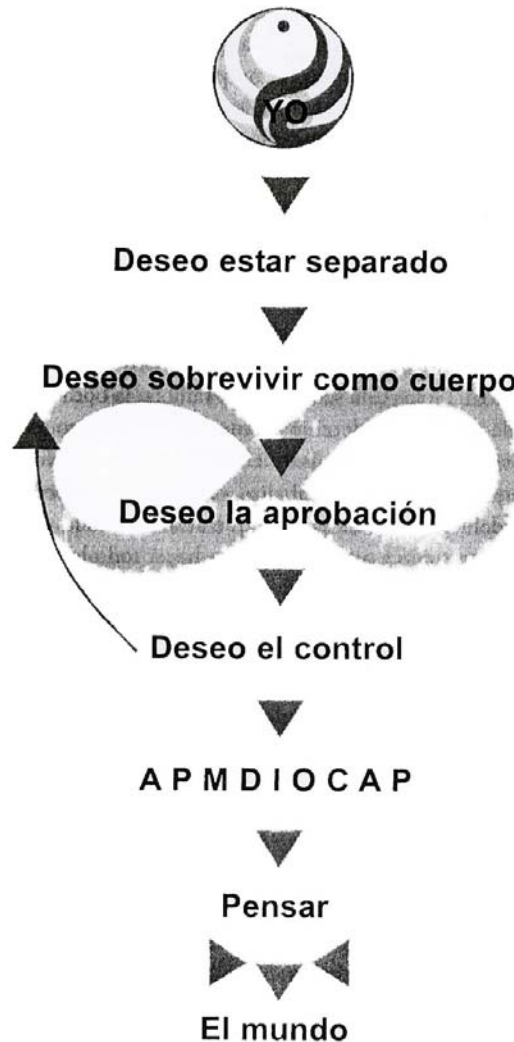 YO
Deseo estar separado
Deseo sobrevivir como cuerpo
Deseo la aprobación
Deseo el control
A P M D I O C A P
Pensar
El mundo